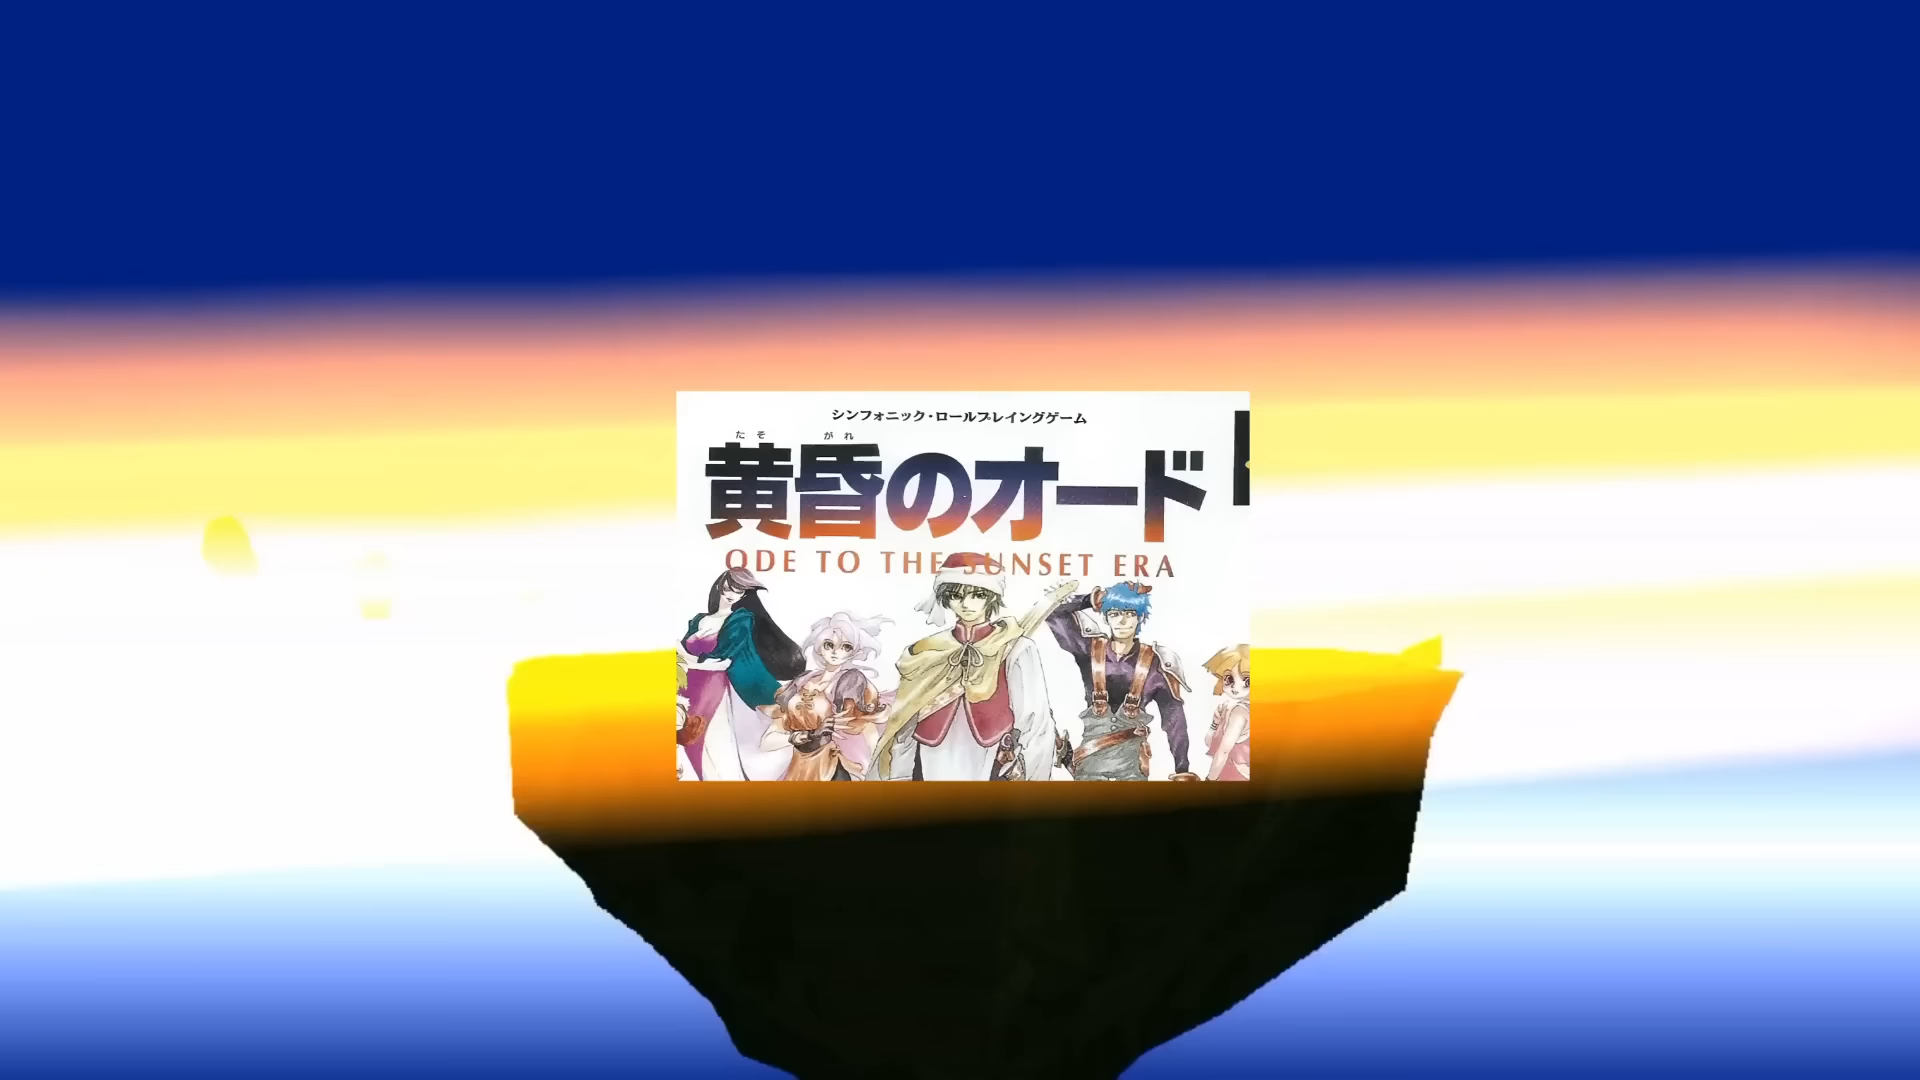 シンフォニック・ロールプレイングゲーム
たそ がれ
黄昏のオード
ODE TO THE SUNSET ERA